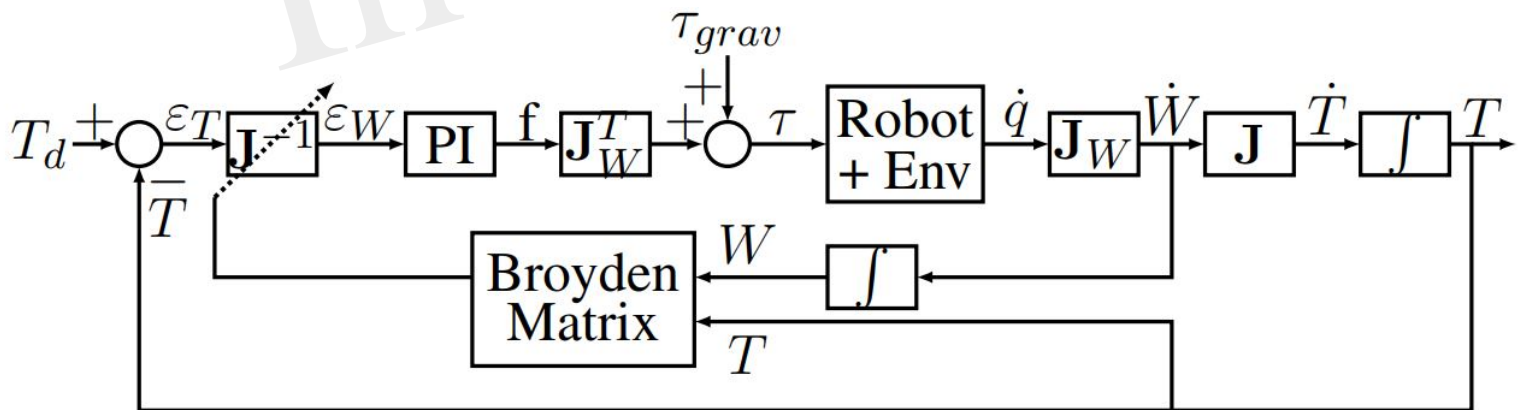 τ_grav
T_d + ε_T J⁻¹ ε_W PI f J_W^T + + τ Robot + Env q̇ J_W Ẇ J Ṫ ∫ T
− T
Broyden Matrix W ∫
T